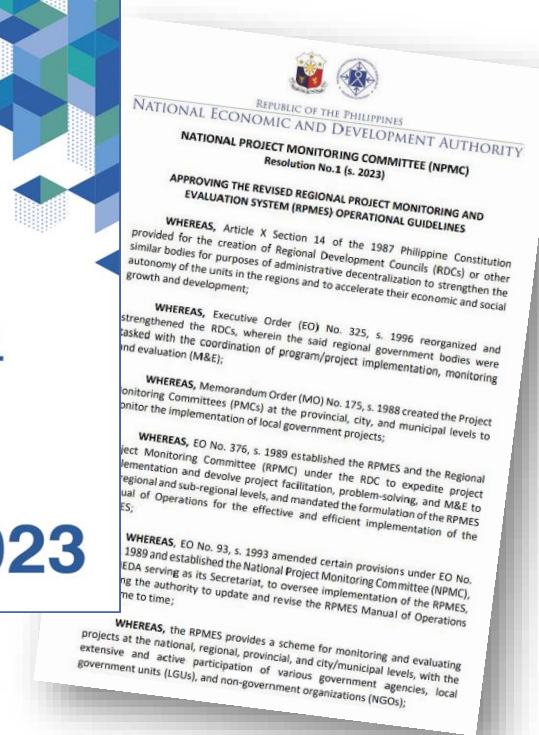 REPUBLIC OF THE PHILIPPINES
NATIONAL ECONOMIC AND DEVELOPMENT AUTHORITY
NATIONAL PROJECT MONITORING COMMITTEE (NPMC)
Resolution No.1 (s. 2023)
APPROVING THE REVISED REGIONAL PROJECT MONITORING AND
EVALUATION SYSTEM (RPMES) OPERATIONAL GUIDELINES
WHEREAS, Article X Section 14 of the 1987 Philippine Constitution
provided for the creation of Regional Development Councils (RDCs) or other
similar bodies for purposes of administrative decentralization to strengthen the
autonomy of the units in the regions and to accelerate their economic and social
growth and development;
WHEREAS, Executive Order (EO) No. 325, s. 1996 reorganized and
strengthened the RDCs, wherein the said regional government bodies were
tasked with the coordination of program/project implementation, monitoring
and evaluation (M&E);
WHEREAS, Memorandum Order (MO) No. 175, s. 1988 created the Project
onitoring Committees (PMCs) at the provincial, city, and municipal levels to
onitor the implementation of local government projects;
WHEREAS, EO No. 376, s. 1989 established the RPMES and the Regional
ject Monitoring Committee (RPMC) under the RDC to expedite project
lementation and devolve project facilitation, problem-solving, and M&E to
regional and sub-regional levels, and mandated the formulation of the RPMES
ual of Operations for the effective and efficient implementation of the
ES;
23
WHEREAS, EO No. 93, s. 1993 amended certain provisions under EO No.
1989 and established the National Project Monitoring Committee (NPMC),
EDA serving as its Secretariat, to oversee implementation of the RPMES,
ng the authority to update and revise the RPMES Manual of Operations
me to time;
WHEREAS, the RPMES provides a scheme for monitoring and evaluating
projects at the national, regional, provincial, and city/municipal levels, with the
extensive and active participation of various government agencies, local
government units (LGUs), and non-government organizations (NGOs);